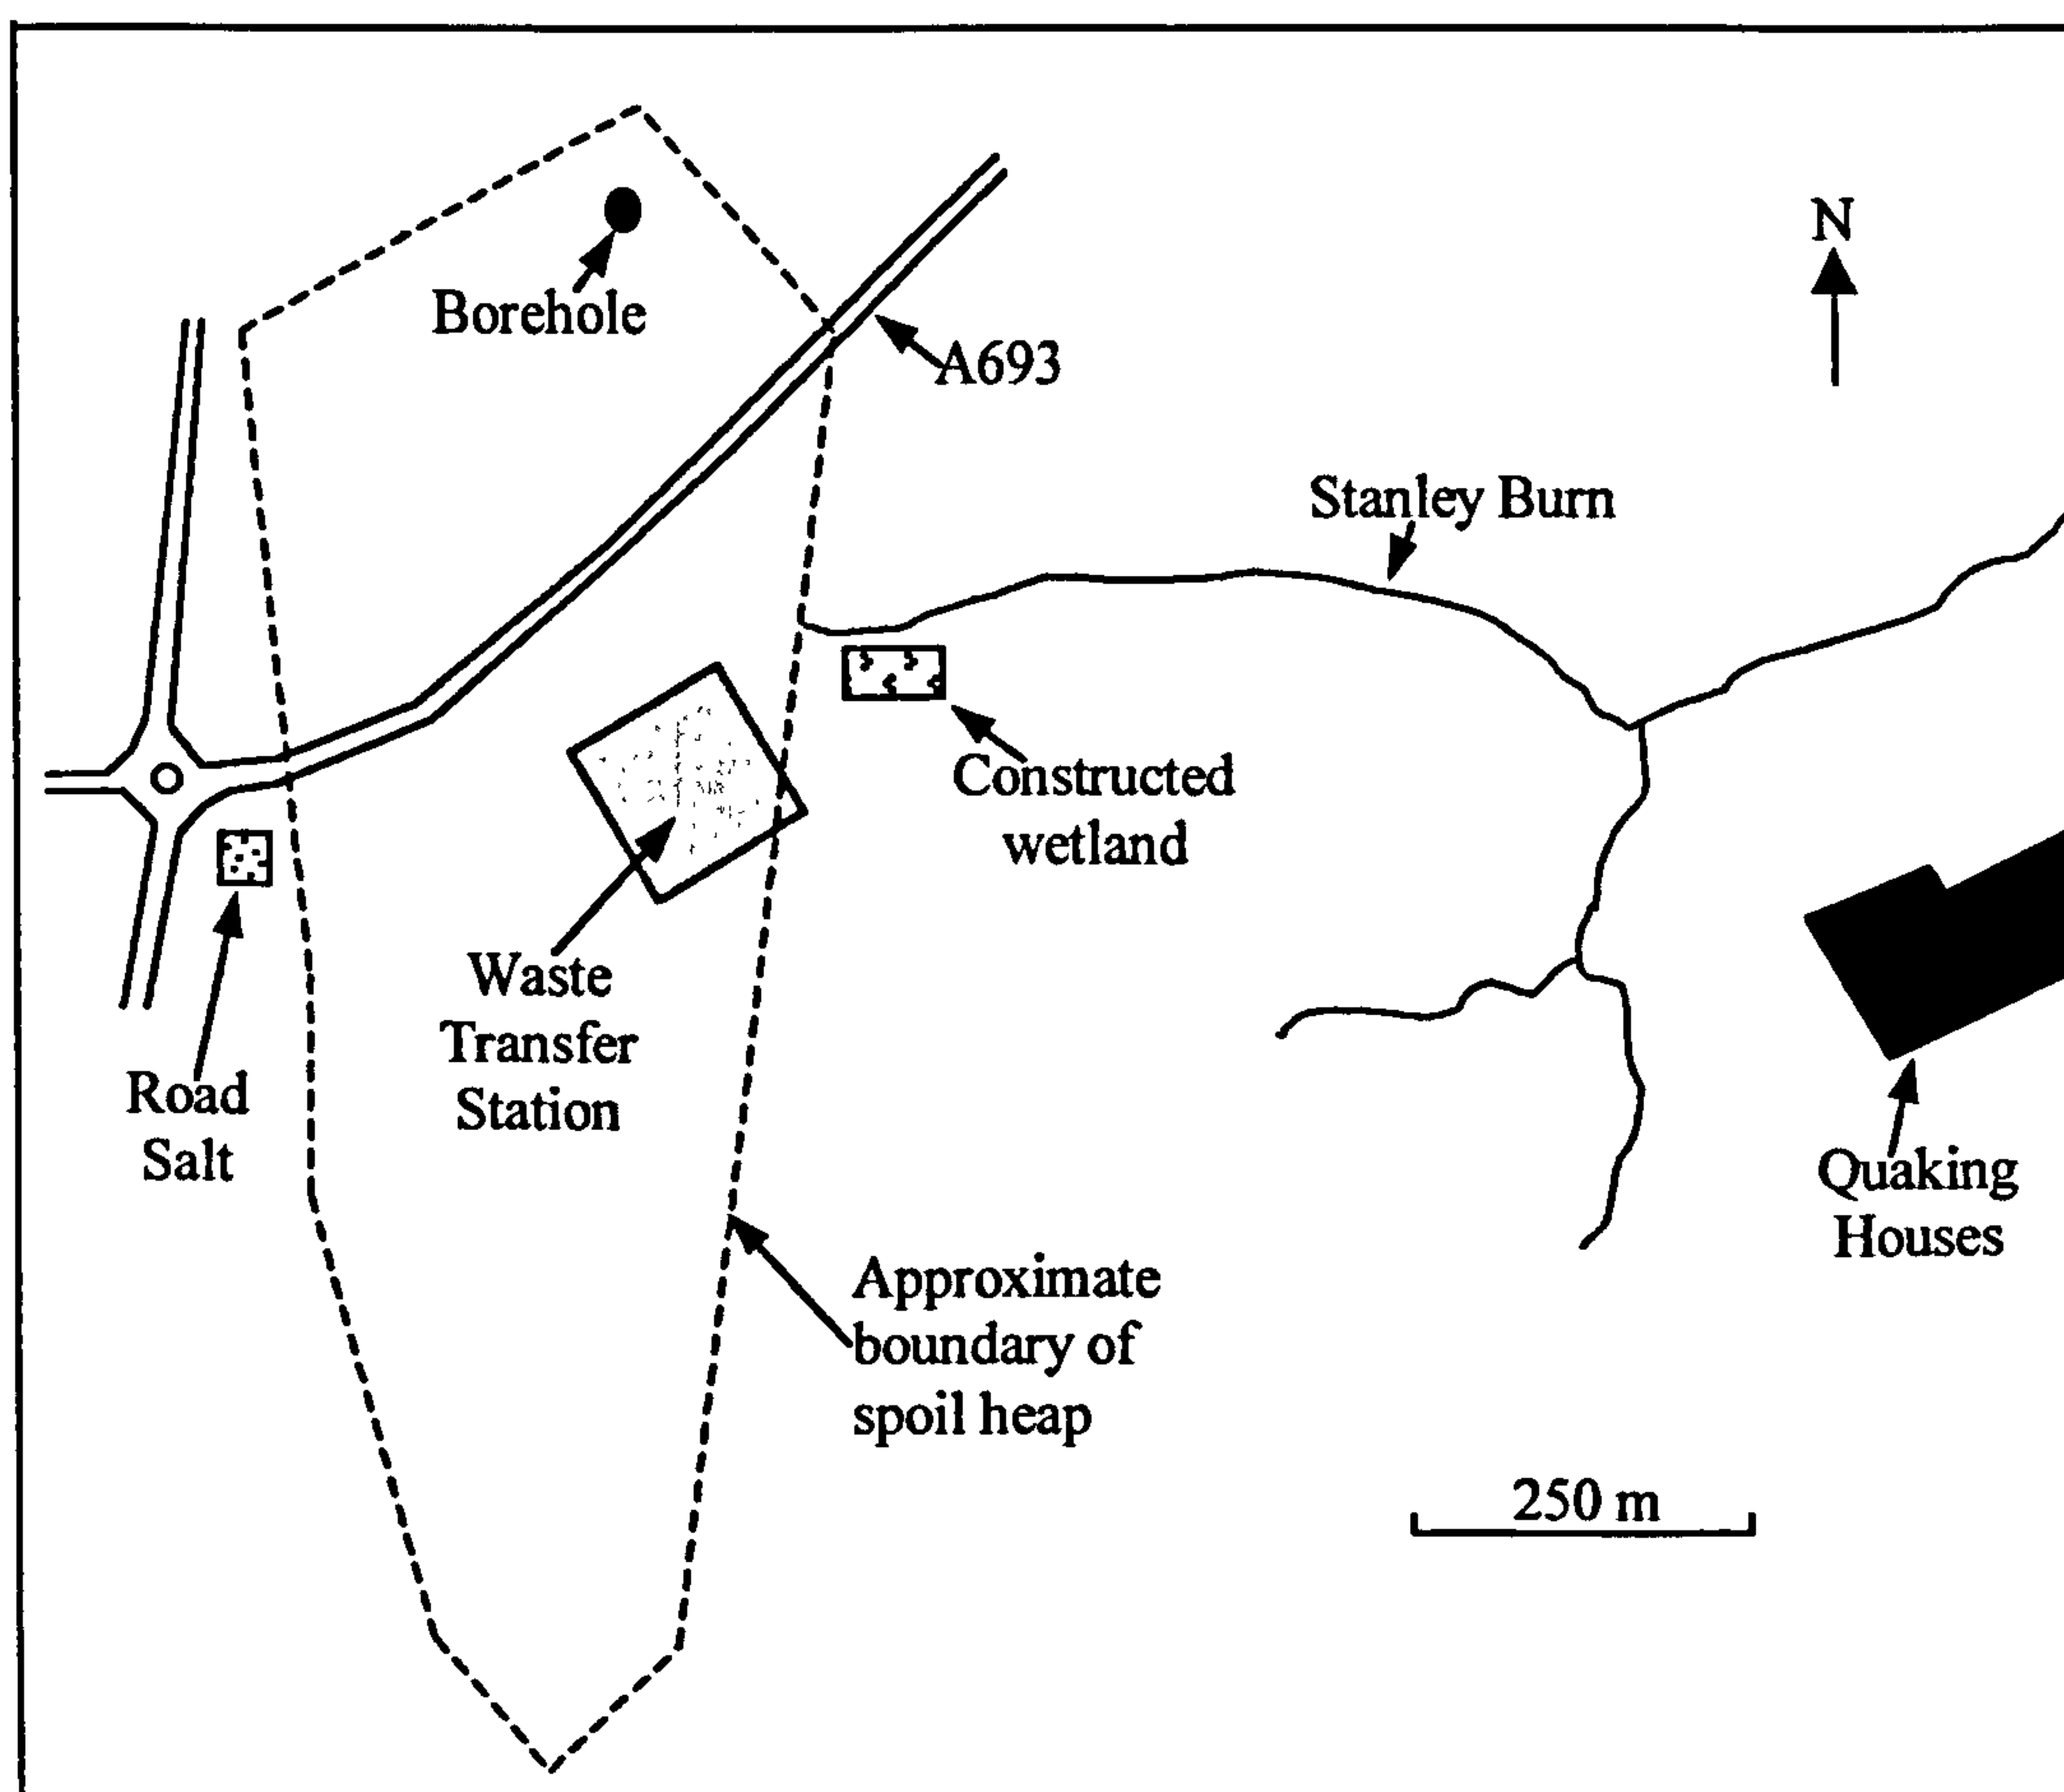 N
Borehole
A693
Stanley Burn
Constructed
wetland
Waste
Transfer
Station
Road
Salt
Quaking
Houses
Approximate
boundary of
spoil heap
250 m